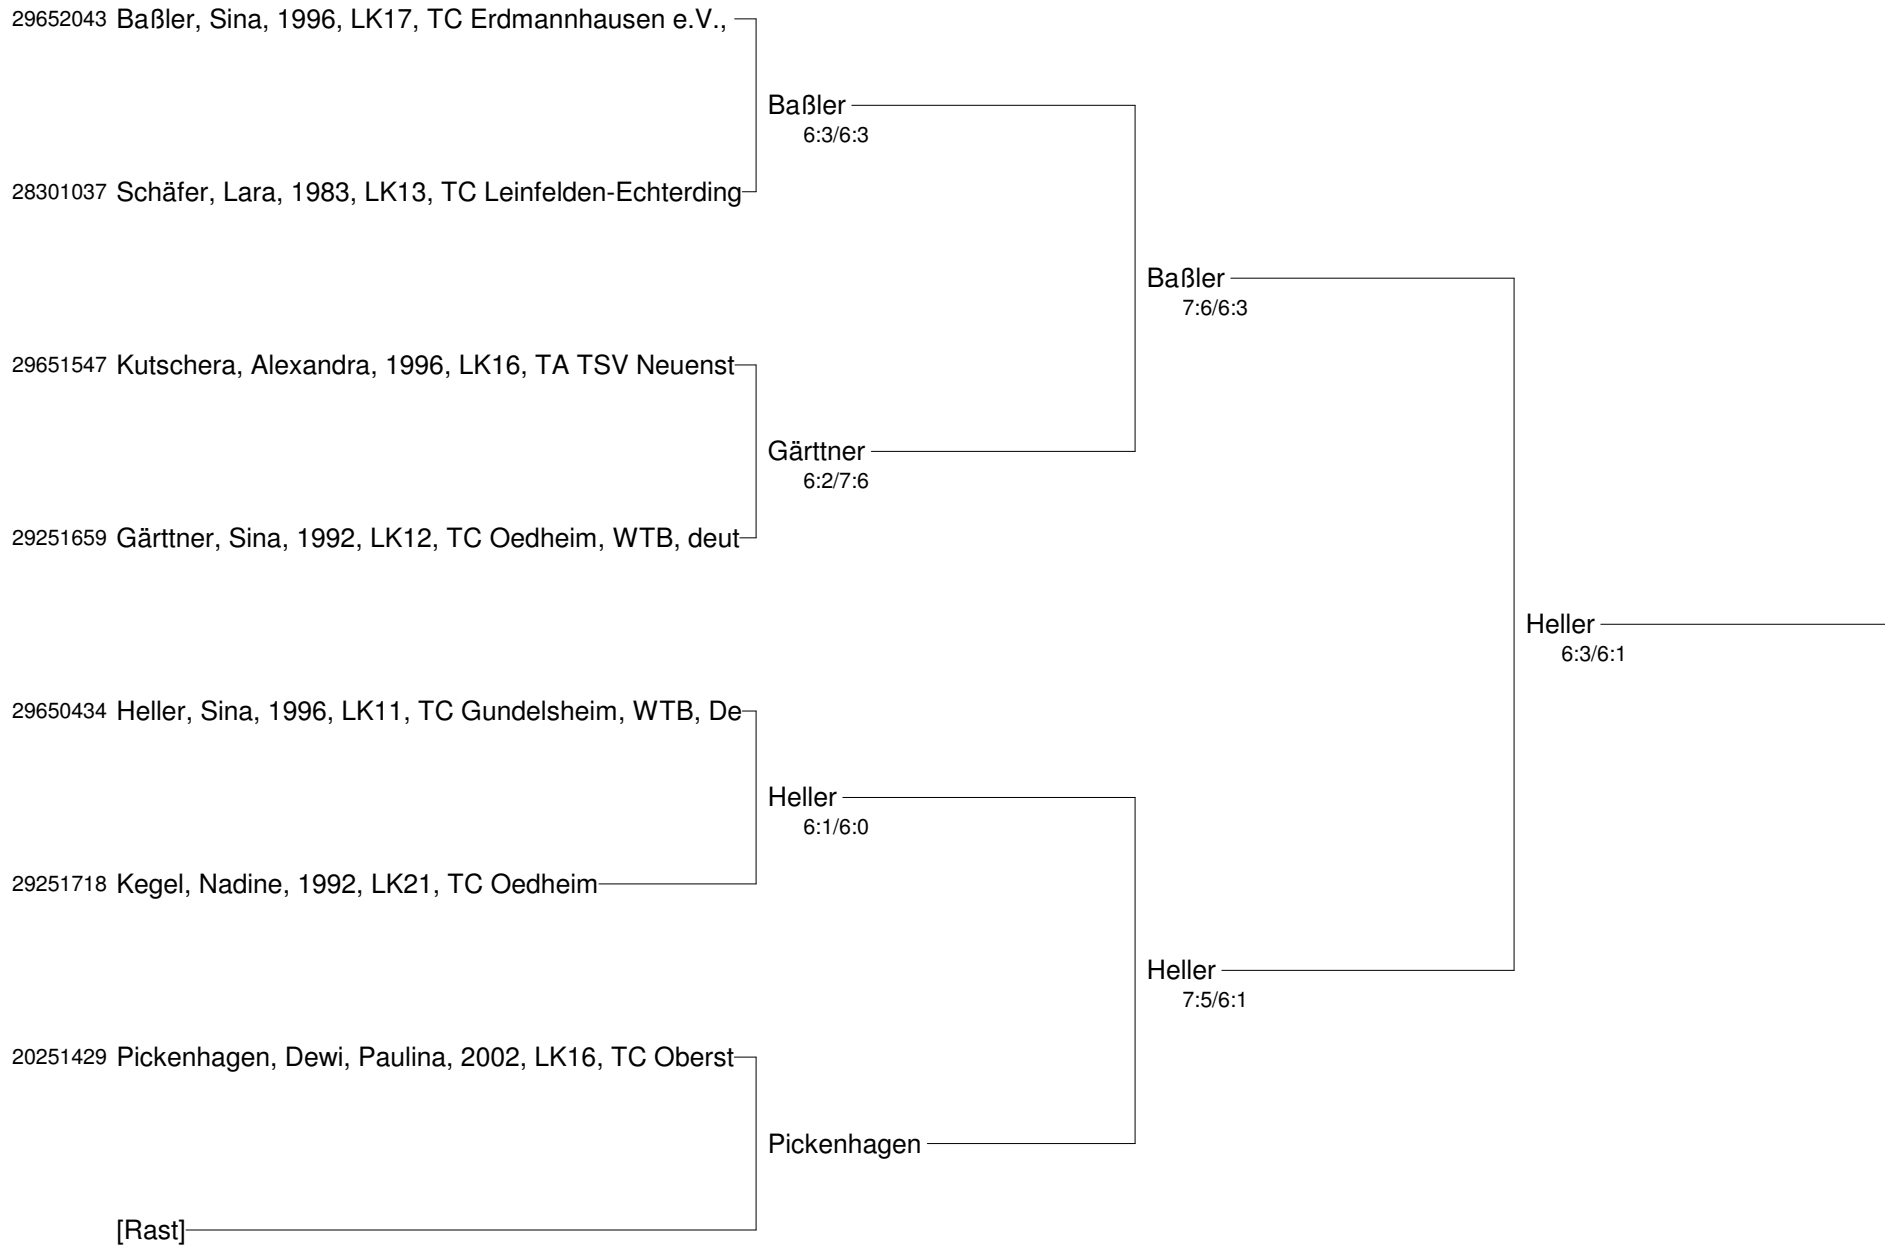 29652043 Baßler, Sina, 1996, LK17, TC Erdmannhausen e.V.,
Baßler
6:3/6:3
28301037 Schäfer, Lara, 1983, LK13, TC Leinfelden-Echterding
Baßler
7:6/6:3
29651547 Kutschera, Alexandra, 1996, LK16, TA TSV Neuenst
Gärttner
6:2/7:6
29251659 Gärttner, Sina, 1992, LK12, TC Oedheim, WTB, deut
Heller
6:3/6:1
29650434 Heller, Sina, 1996, LK11, TC Gundelsheim, WTB, De
Heller
6:1/6:0
29251718 Kegel, Nadine, 1992, LK21, TC Oedheim
Heller
7:5/6:1
20251429 Pickenhagen, Dewi, Paulina, 2002, LK16, TC Oberst
Pickenhagen
[Rast]